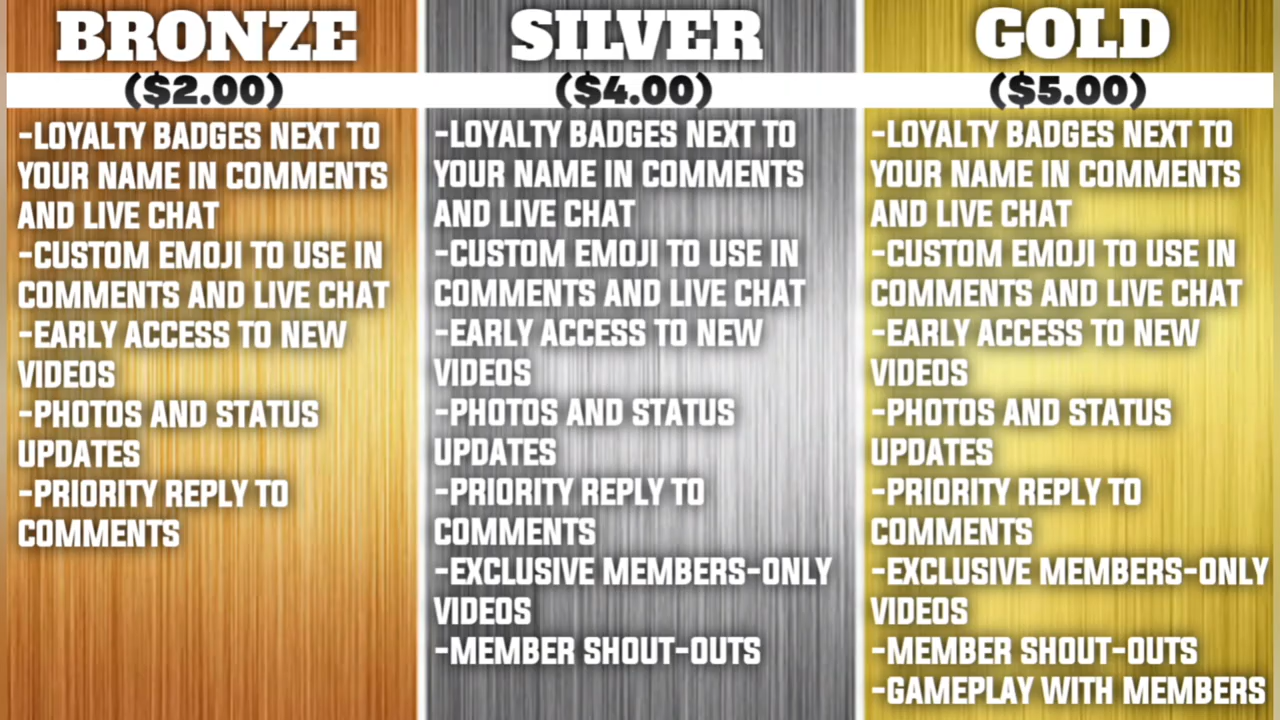 BRONZE
($2.00)
-LOYALTY BADGES NEXT TO
YOUR NAME IN COMMENTS
AND LIVE CHAT
-CUSTOM EMOJI TO USE IN
COMMENTS AND LIVE CHAT
-EARLY ACCESS TO NEW
VIDEOS
-PHOTOS AND STATUS
UPDATES
-PRIORITY REPLY TO
COMMENTS
SILVER
($4.00)
-LOYALTY BADGES NEXT TO
YOUR NAME IN COMMENTS
AND LIVE CHAT
-CUSTOM EMOJI TO USE IN
COMMENTS AND LIVE CHAT
-EARLY ACCESS TO NEW
VIDEOS
-PHOTOS AND STATUS
UPDATES
-PRIORITY REPLY TO
COMMENTS
-EXCLUSIVE MEMBERS-ONLY
VIDEOS
-MEMBER SHOUT-OUTS
GOLD
($5.00)
-LOYALTY BADGES NEXT TO
YOUR NAME IN COMMENTS
AND LIVE CHAT
-CUSTOM EMOJI TO USE IN
COMMENTS AND LIVE CHAT
-EARLY ACCESS TO NEW
VIDEOS
-PHOTOS AND STATUS
UPDATES
-PRIORITY REPLY TO
COMMENTS
-EXCLUSIVE MEMBERS-ONLY
VIDEOS
-MEMBER SHOUT-OUTS
-GAMEPLAY WITH MEMBERS